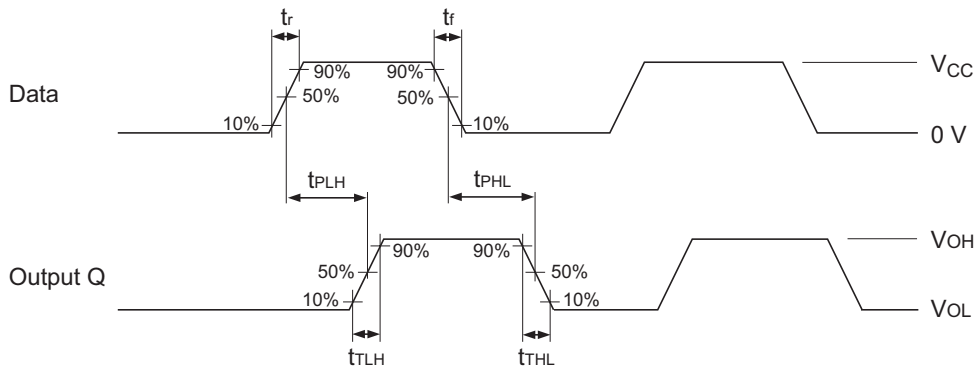 tr
tf
90% 90% VCC
Data 50% 50%
10% 10% 0 V
tPLH tPHL
90% 90% VOH
Output Q 50% 50%
10% 10% VOL
tTLH tTHL